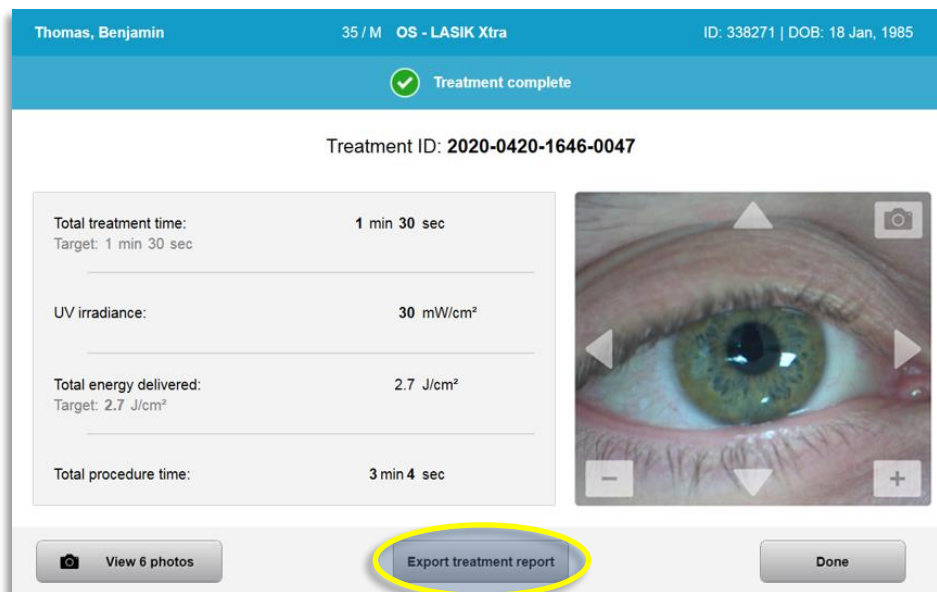 Thomas, Benjamin 35 / M OS - LASIK Xtra ID: 338271 | DOB: 18 Jan, 1985
Treatment complete
Treatment ID: 2020-0420-1646-0047
Total treatment time: 1 min 30 sec
Target: 1 min 30 sec
UV irradiance: 30 mW/cm²
Total energy delivered: 2.7 J/cm²
Target: 2.7 J/cm²
Total procedure time: 3 min 4 sec
View 6 photos Export treatment report Done